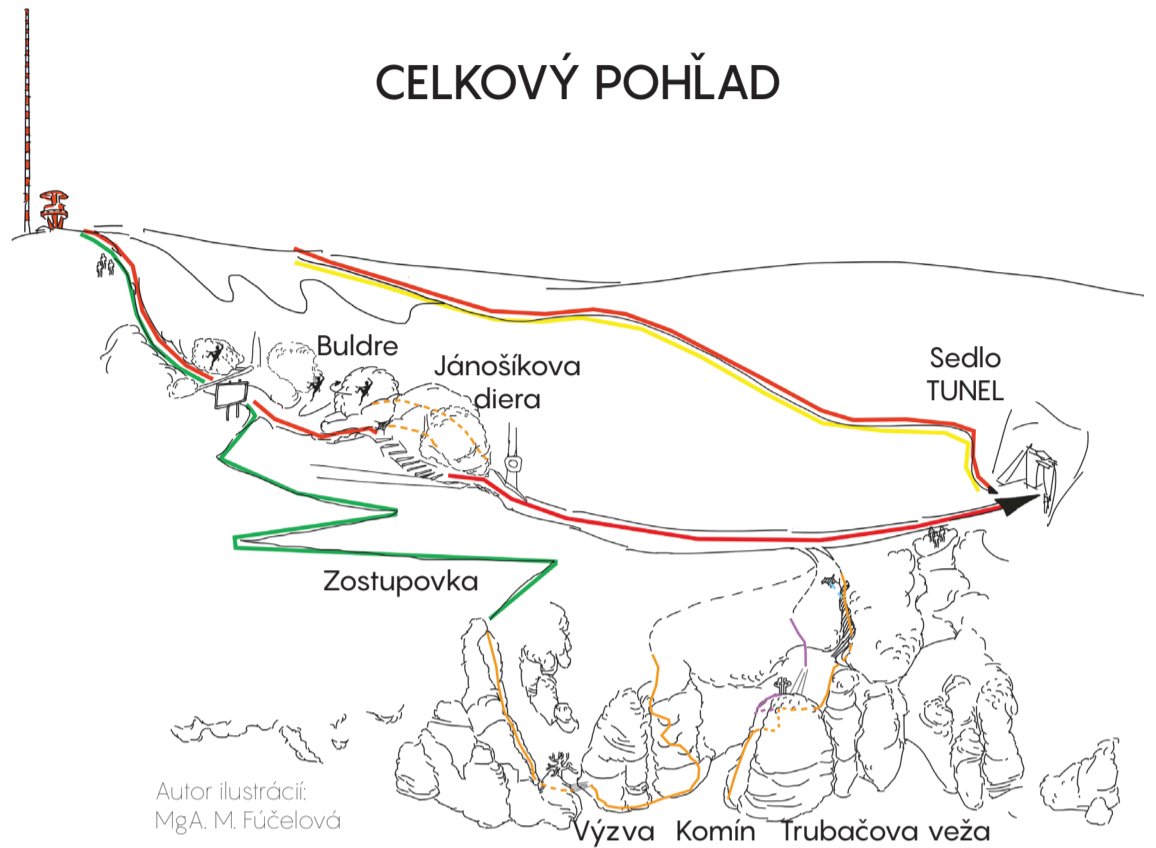 CELKOVÝ POHĽAD
Buldre
Jánošíkova
diera
Sedlo
TUNEL
Zostupovka
Autor ilustrácií:
MgA. M. Fúčelová
Výzva Komín Trubačova veža